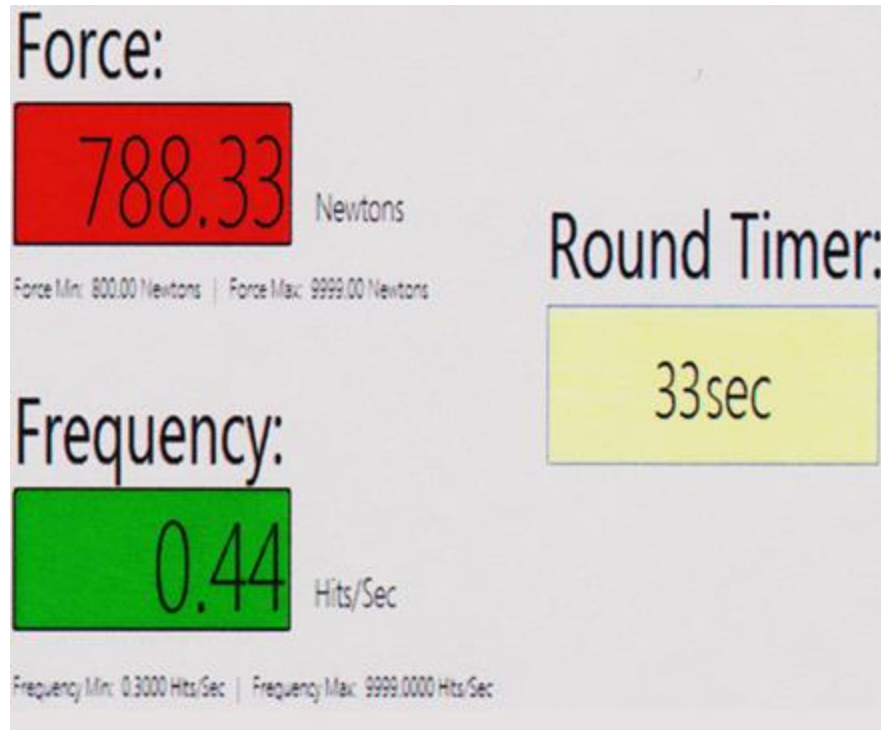 Force:
788.33 Newtons
Force Min: 800.00 Newtons | Force Max: 9999.00 Newtons
Round Timer:
33sec
Frequency:
0.44 Hits/Sec
Frequency Min: 0.3000 Hits/Sec | Frequency Max: 9999.0000 Hits/Sec